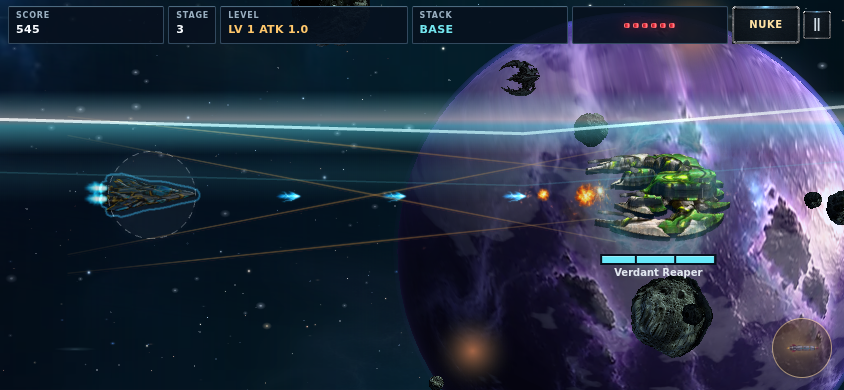 SCORE
545
STAGE
3
LEVEL
LV 1 ATK 1.0
STACK
BASE
NUKE
Verdant Reaper